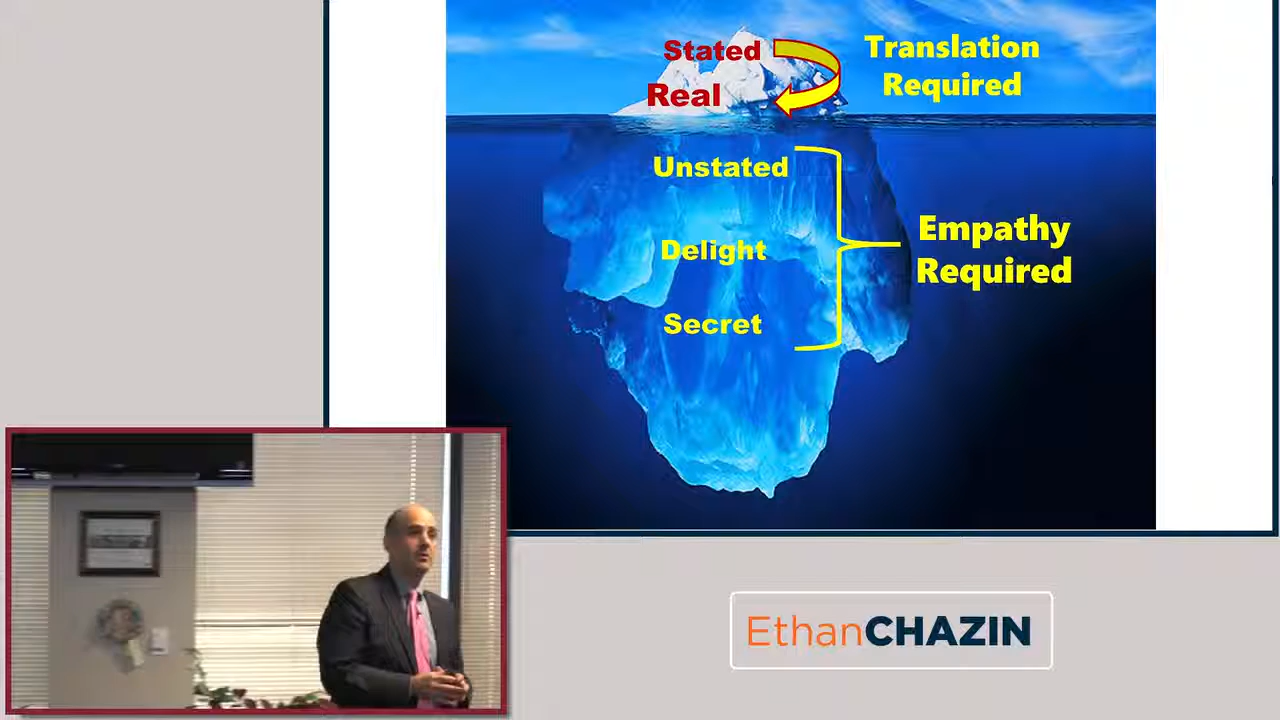 Stated
Real
Translation
Required
Unstated
Delight
Secret
Empathy
Required
EthanCHAZIN